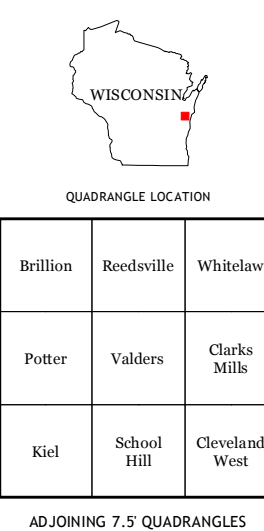 WISCONSIN
QUADRANGLE LOCATION
Brillion Reedsville Whitelaw
Potter Valders Clarks
Mills
Kiel School
Hill Cleveland
West
ADJOINING 7.5' QUADRANGLES